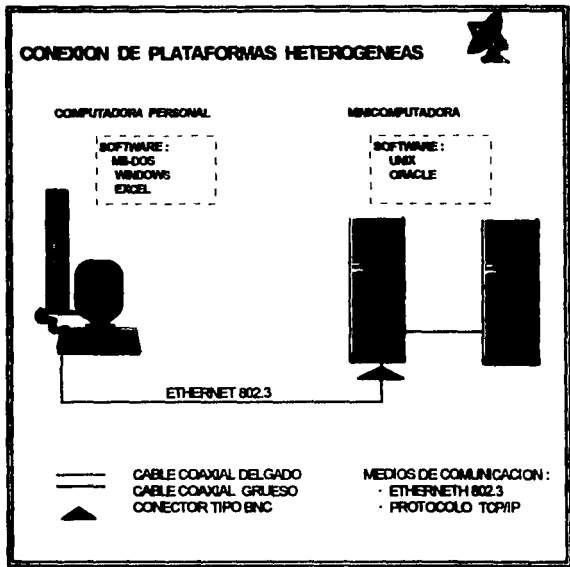 CONEXION DE PLATAFORMAS HETEROGENEAS
COMPUTADORA PERSONAL
SOFTWARE :
MS-DOS
WINDOWS
EXCEL
MINICOMPUTADORA
SOFTWARE :
UNIX
ORACLE
ETHERNET 802.3
CABLE COAXIAL DELGADO
CABLE COAXIAL GRUESO
CONECTOR TIPO BNC
MEDIOS DE COMUNICACION :
· ETHERNETH 802.3
· PROTOCOLO TCP/IP